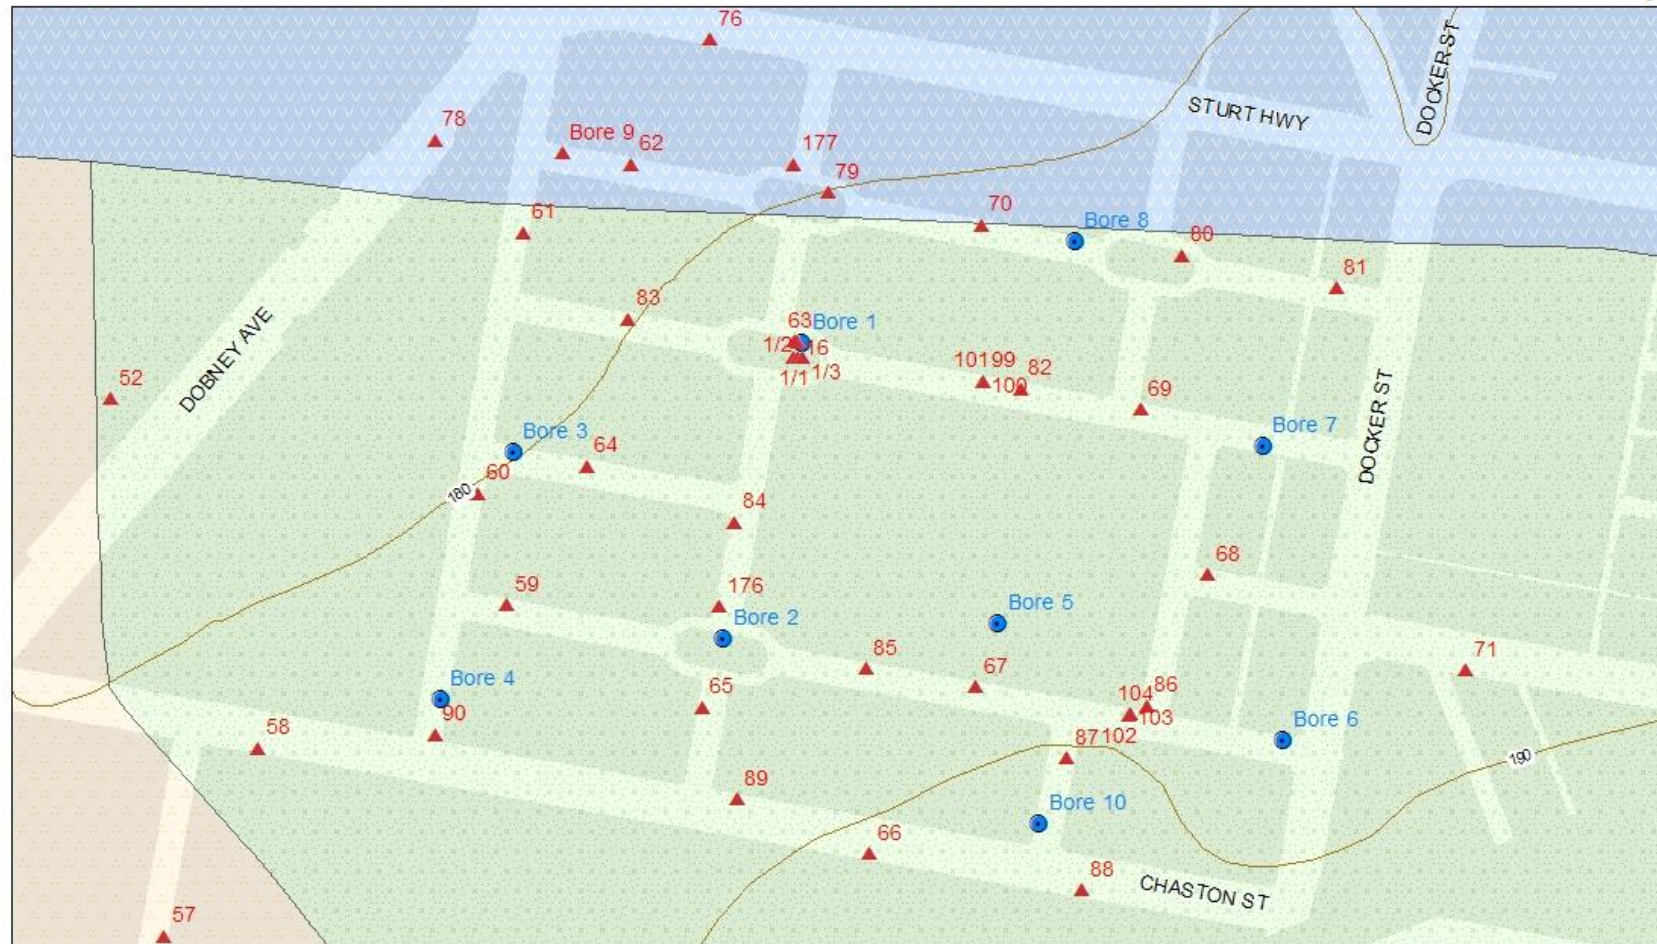 76
STURT HWY
DOCKER ST
78
Bore 9
62
177
79
61
70
Bore 8
80
81
83
63
Bore 1
1/2
16
1/1
1/3
DOBNEY AVE
52
10199
100
82
69
DOCKER ST
Bore 7
Bore 3
64
60
180
84
68
59
176
Bore 2
Bore 5
85
67
71
Bore 4
90
65
104
86
103
Bore 6
58
87
102
190
89
Bore 10
66
88
CHASTON ST
57